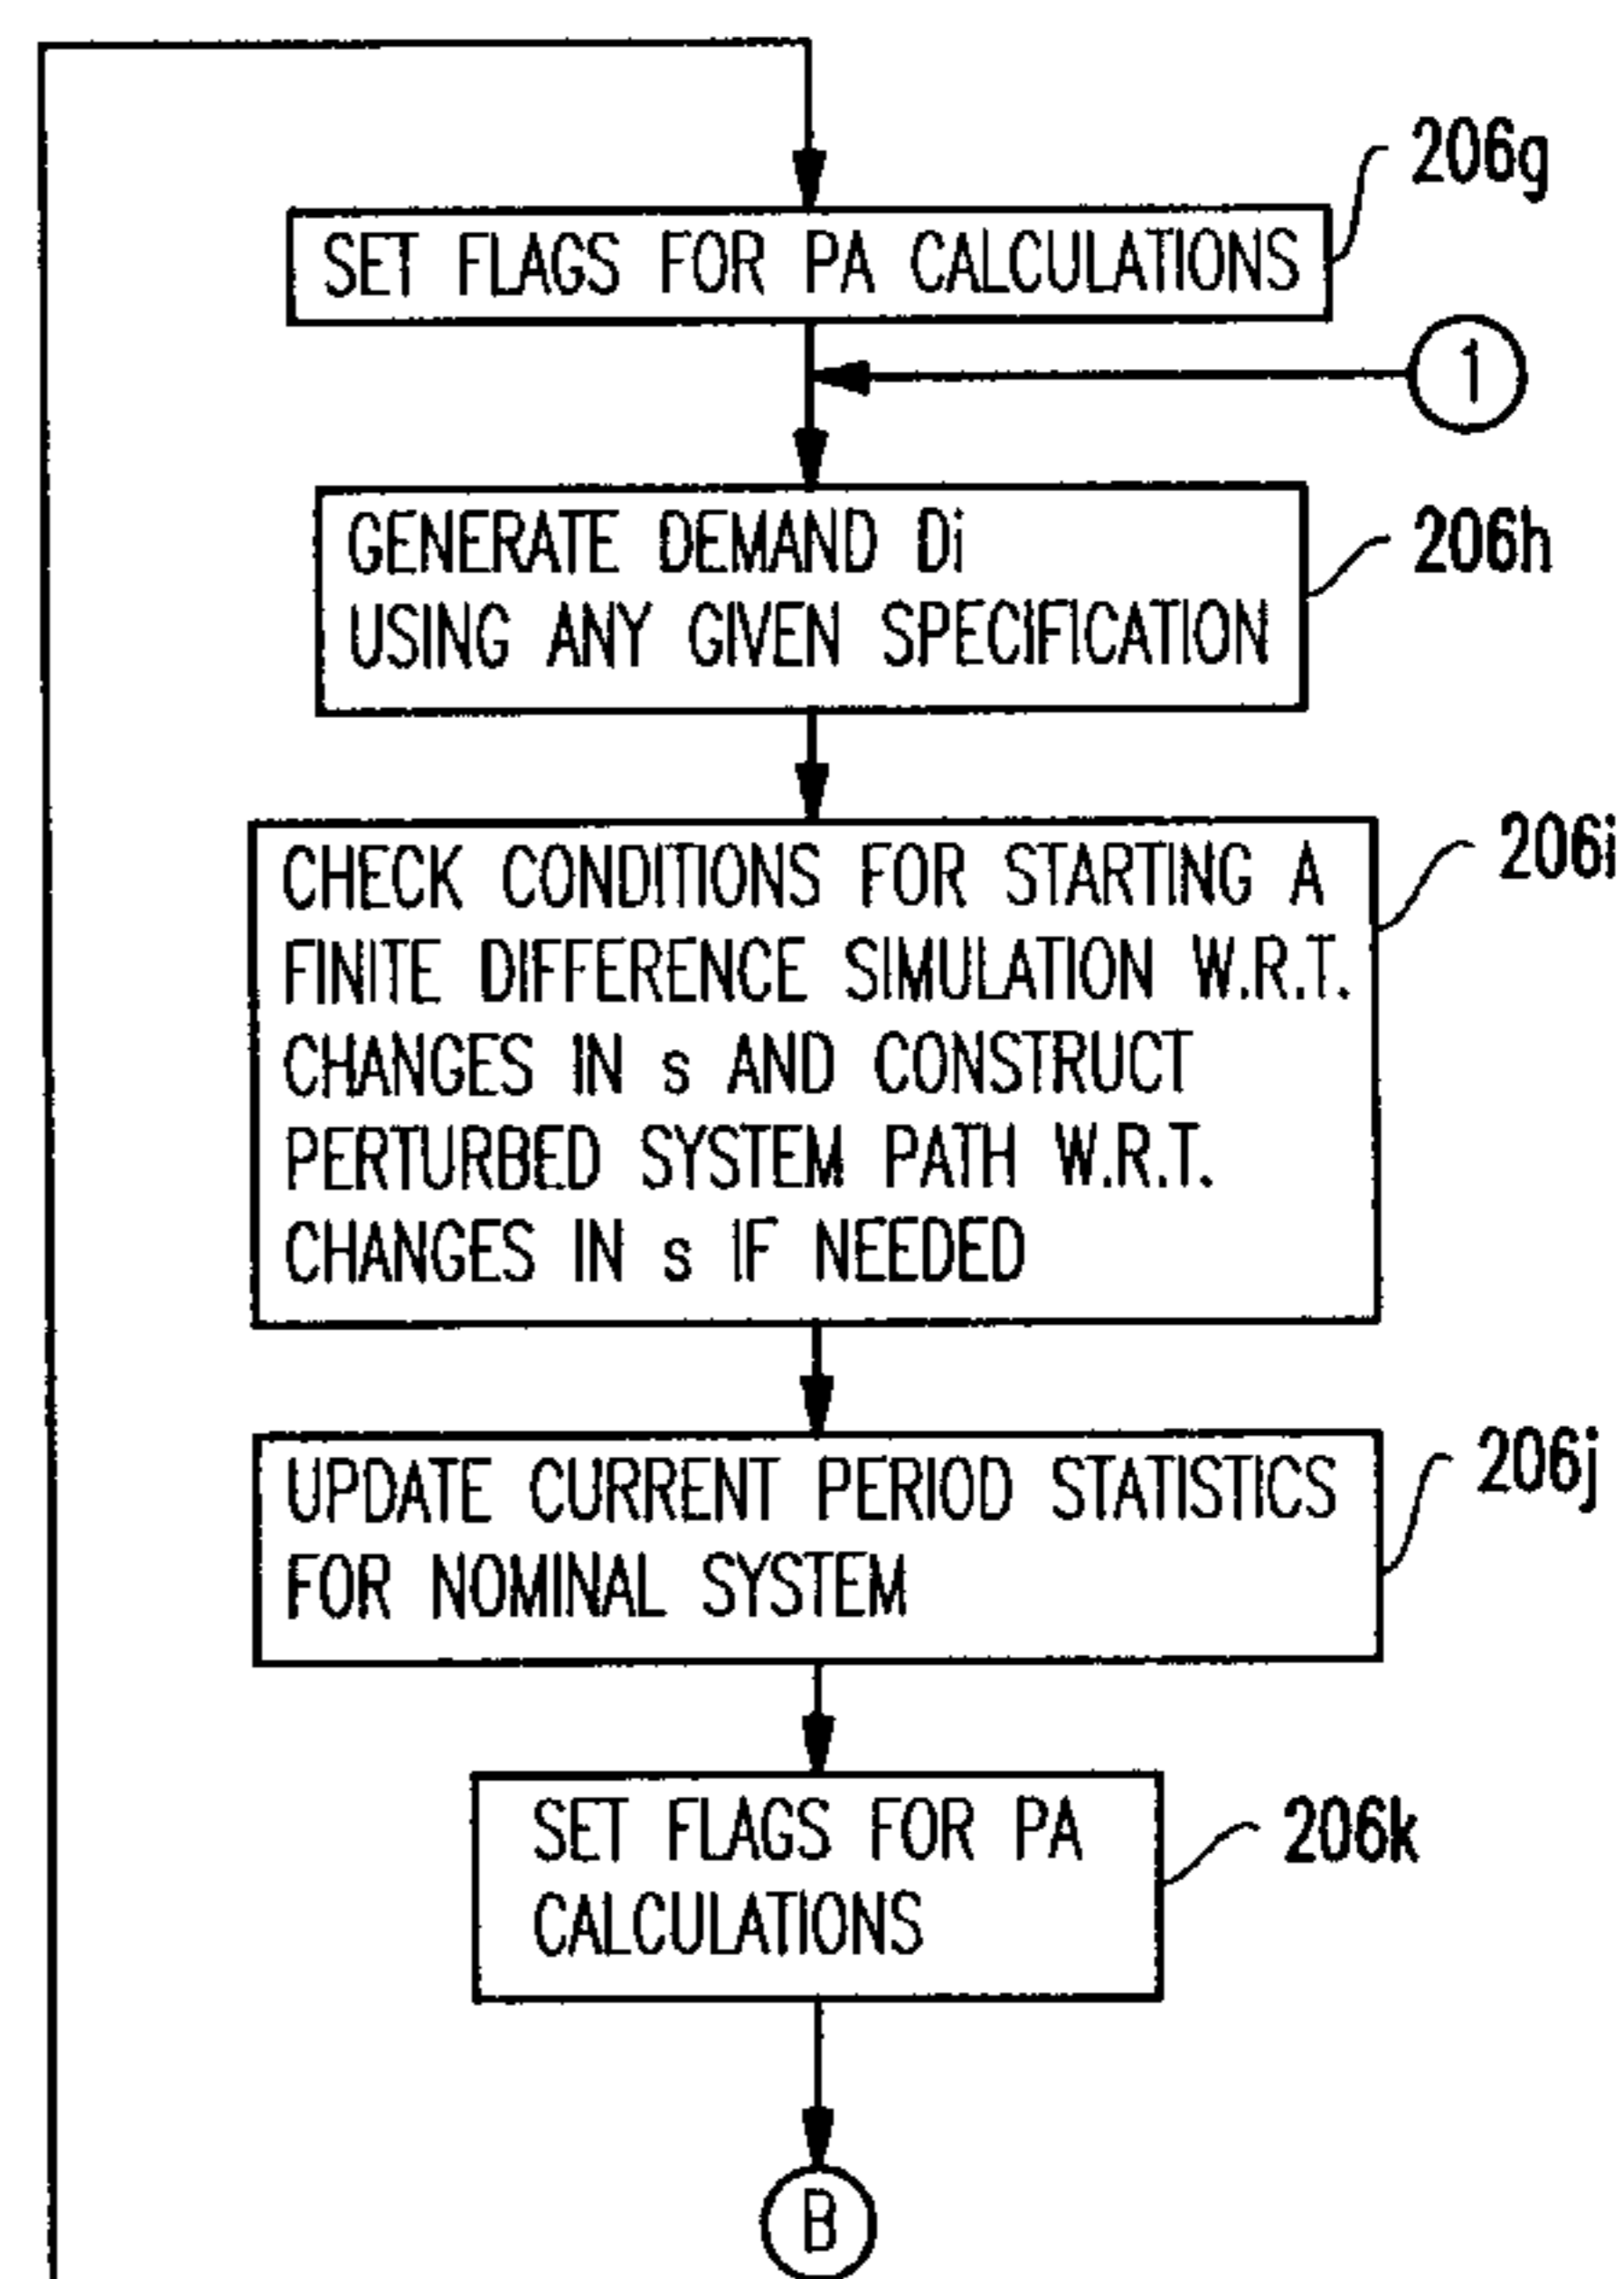 206g
SET FLAGS FOR PA CALCULATIONS
1
206h
GENERATE DEMAND Di
USING ANY GIVEN SPECIFICATION
206i
CHECK CONDITIONS FOR STARTING A
FINITE DIFFERENCE SIMULATION W.R.T.
CHANGES IN s AND CONSTRUCT
PERTURBED SYSTEM PATH W.R.T.
CHANGES IN s IF NEEDED
206j
UPDATE CURRENT PERIOD STATISTICS
FOR NOMINAL SYSTEM
206k
SET FLAGS FOR PA
CALCULATIONS
B